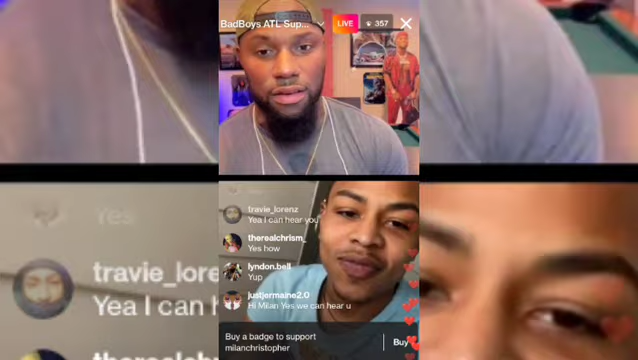 BadBoys ATL Sup...
LIVE
357
travie_lorenz
Yea I can hear you
therealchrism_
Yes how
lyndon.bell
Yup
justjermaine2.0
Hi Milan Yes we can hear u
Buy a badge to support
milanchristopher
Buy
Yes
travie_lore
Yea I can h